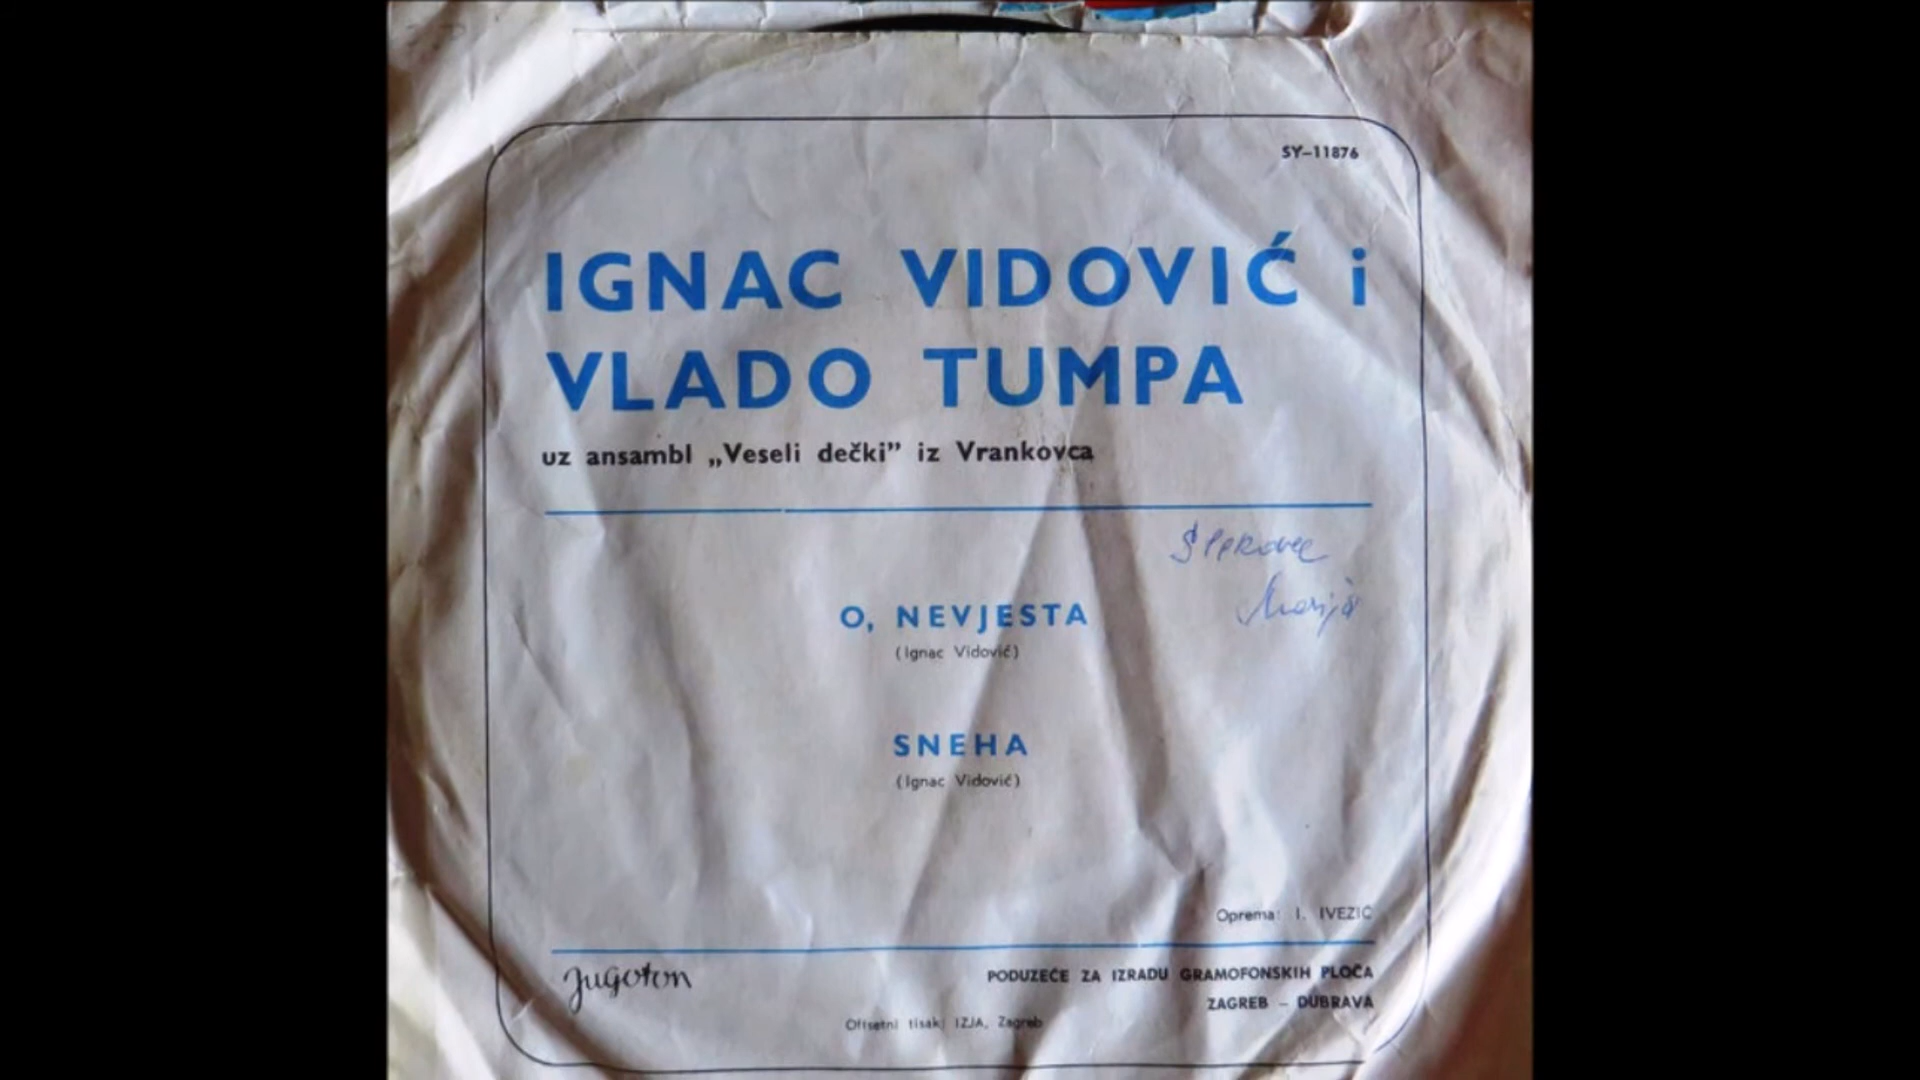 SY-11876
IGNAC VIDOVIĆ i
VLADO TUMPA
uz ansambl „Veseli dečki” iz Vrankovca
O, NEVJESTA
(Ignac Vidović)
Marija
SNEHA
(Ignac Vidović)
Oprema: I. IVEZIĆ
Jugoton
PODUZEĆE ZA IZRADU GRAMOFONSKIH PLOČA
ZAGREB – DUBRAVA
Offsetni tisak: IZJA, Zagreb